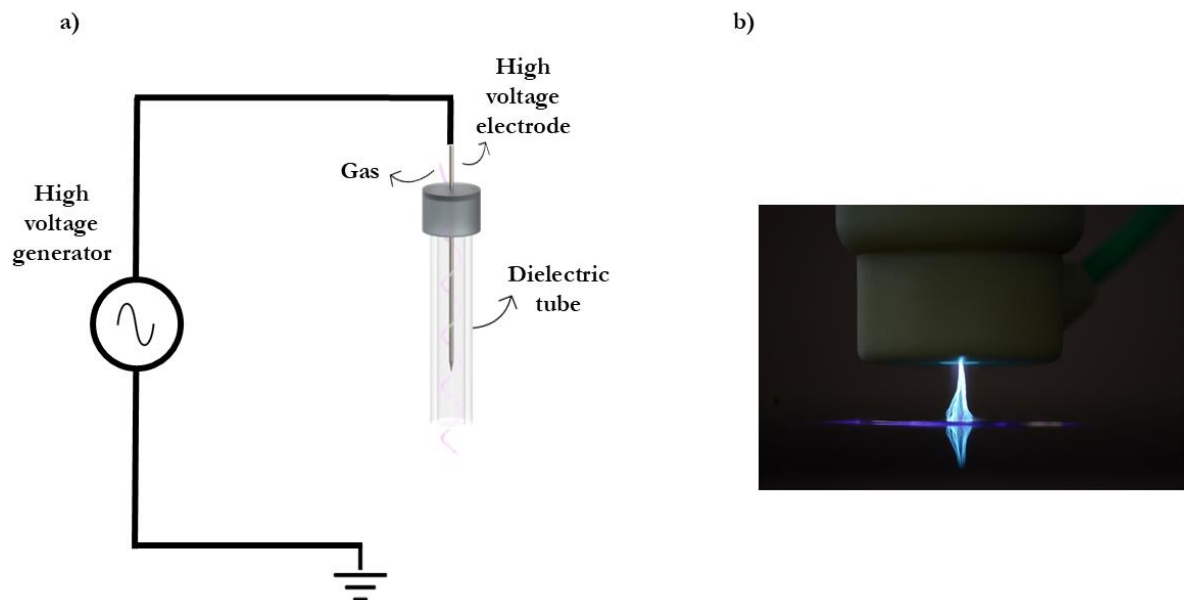 a)
b)
High
voltage
electrode
Gas
High
voltage
generator
Dielectric
tube